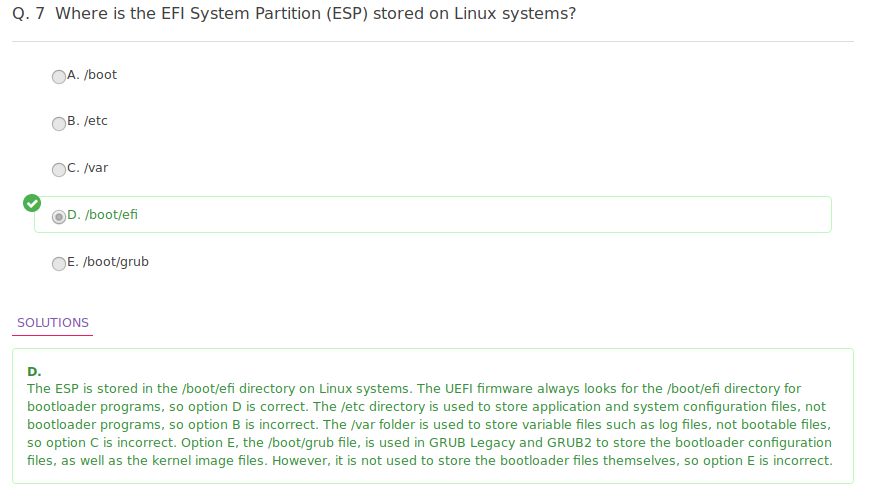 Q. 7 Where is the EFI System Partition (ESP) stored on Linux systems?
A. /boot
B. /etc
C. /var
D. /boot/efi
E. /boot/grub
SOLUTIONS
D.
The ESP is stored in the /boot/efi directory on Linux systems. The UEFI firmware always looks for the /boot/efi directory for
bootloader programs, so option D is correct. The /etc directory is used to store application and system configuration files, not
bootloader programs, so option B is incorrect. The /var folder is used to store variable files such as log files, not bootable files,
so option C is incorrect. Option E, the /boot/grub file, is used in GRUB Legacy and GRUB2 to store the bootloader configuration
files, as well as the kernel image files. However, it is not used to store the bootloader files themselves, so option E is incorrect.